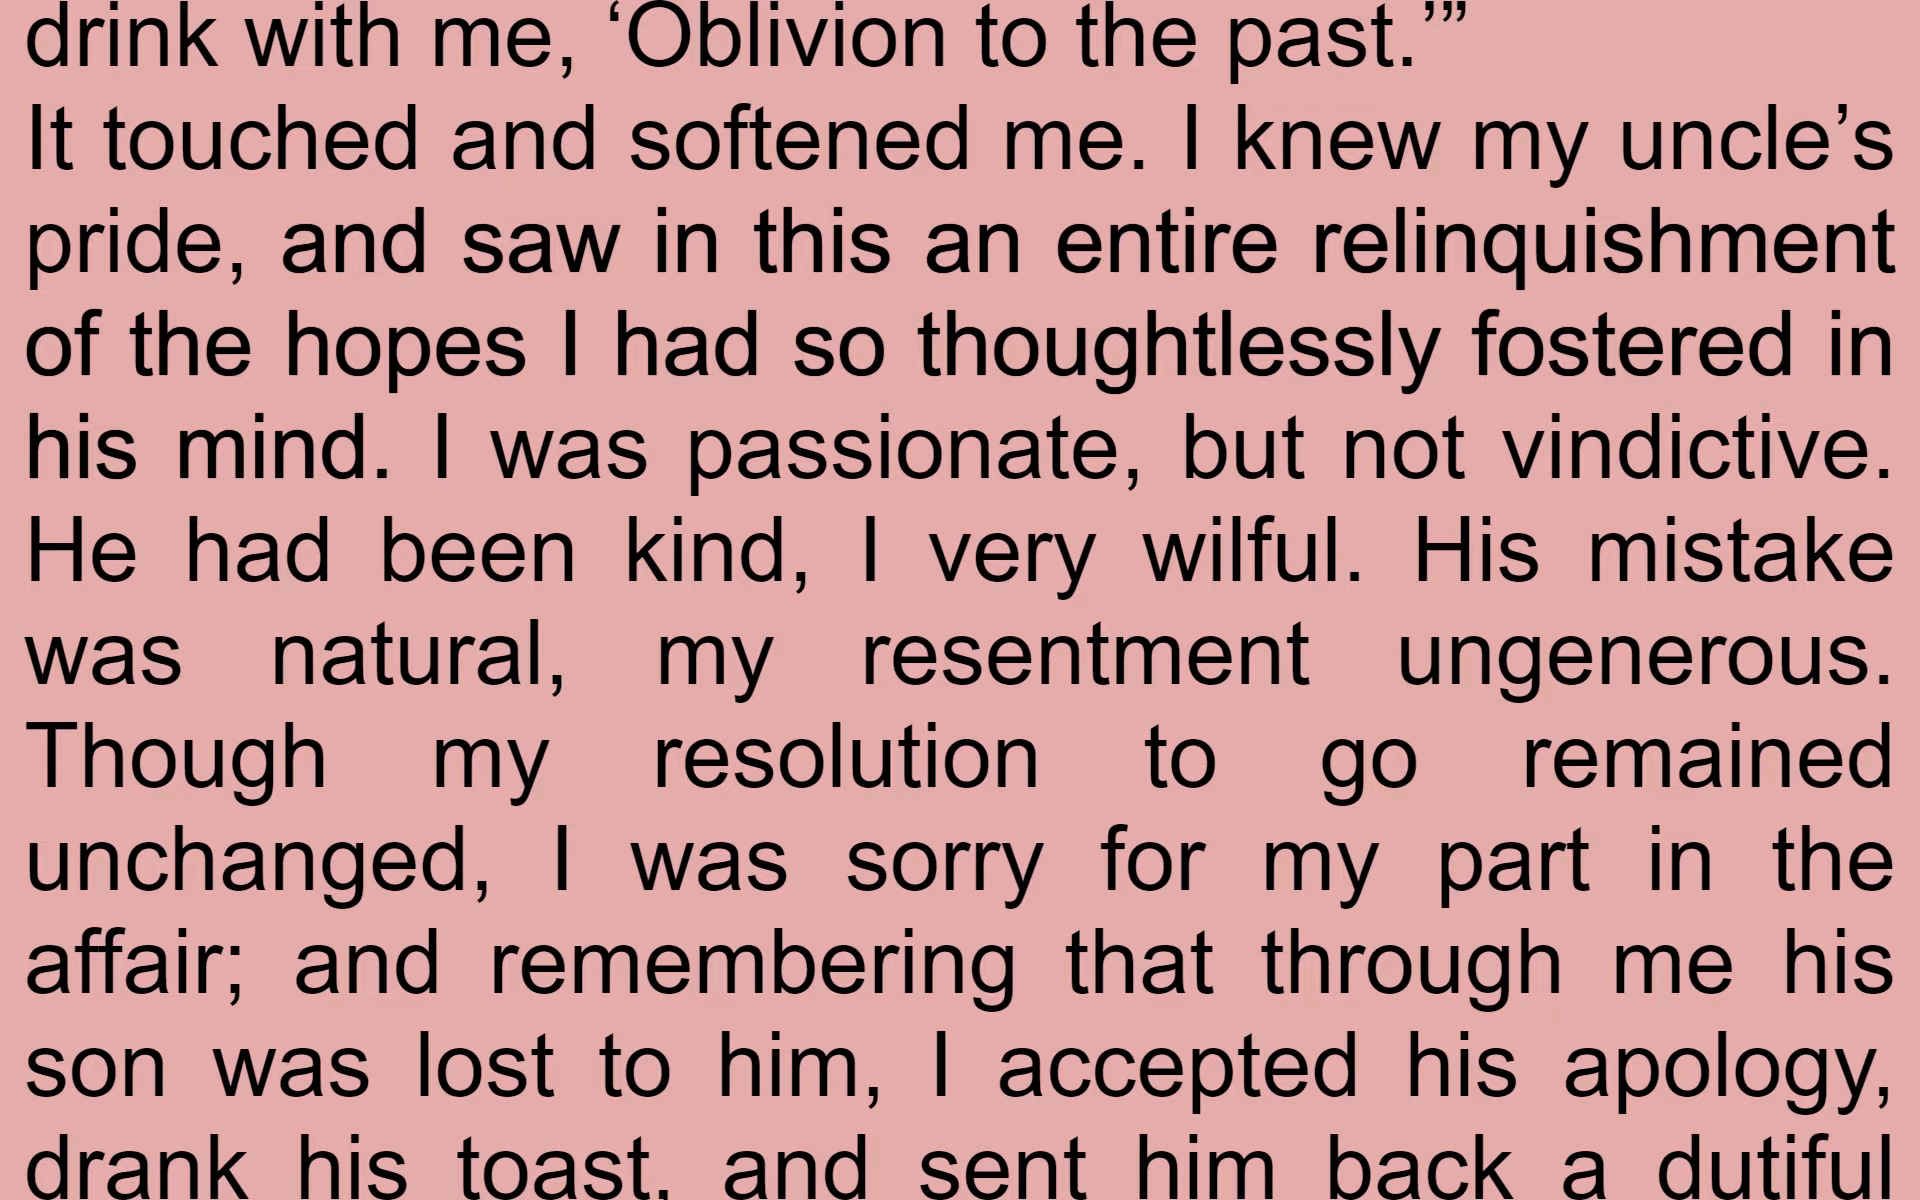 drink with me, ‘Oblivion to the past.’”
It touched and softened me. I knew my uncle’s
pride, and saw in this an entire relinquishment
of the hopes I had so thoughtlessly fostered in
his mind. I was passionate, but not vindictive.
He had been kind, I very wilful. His mistake
was natural, my resentment ungenerous.
Though my resolution to go remained
unchanged, I was sorry for my part in the
affair; and remembering that through me his
son was lost to him, I accepted his apology,
drank his toast, and sent him back a dutiful